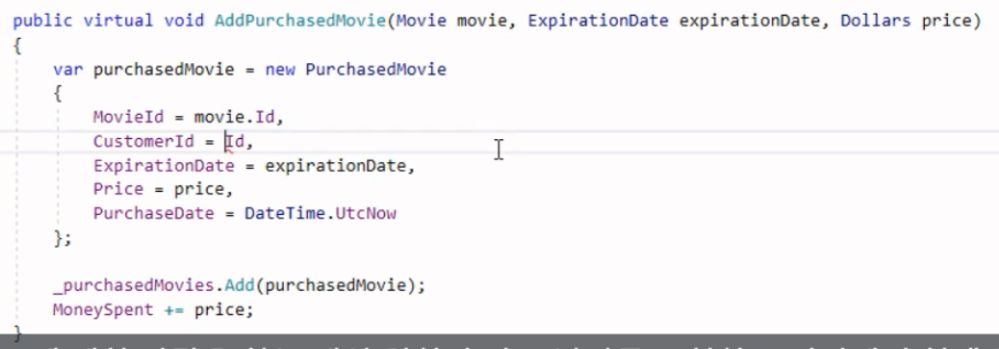 public virtual void AddPurchasedMovie(Movie movie, ExpirationDate expirationDate, Dollars price)
{
var purchasedMovie = new PurchasedMovie
{
MovieId = movie.Id,
CustomerId = Id,
ExpirationDate = expirationDate,
Price = price,
PurchaseDate = DateTime.UtcNow
};
_purchasedMovies.Add(purchasedMovie);
MoneySpent += price;
}